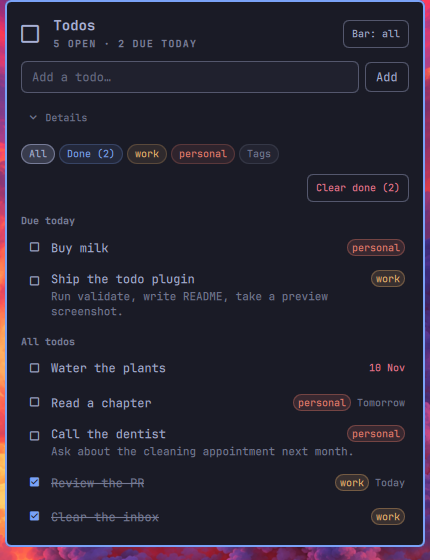 Todos
5 OPEN · 2 DUE TODAY
Bar: all
Add a todo…
Add
Details
All Done (2) work personal Tags
Clear done (2)
Due today
Buy milk personal
Ship the todo plugin work
Run validate, write README, take a preview
screenshot.
All todos
Water the plants 10 Nov
Read a chapter personal Tomorrow
Call the dentist personal
Ask about the cleaning appointment next month.
Review the PR work Today
Clear the inbox work